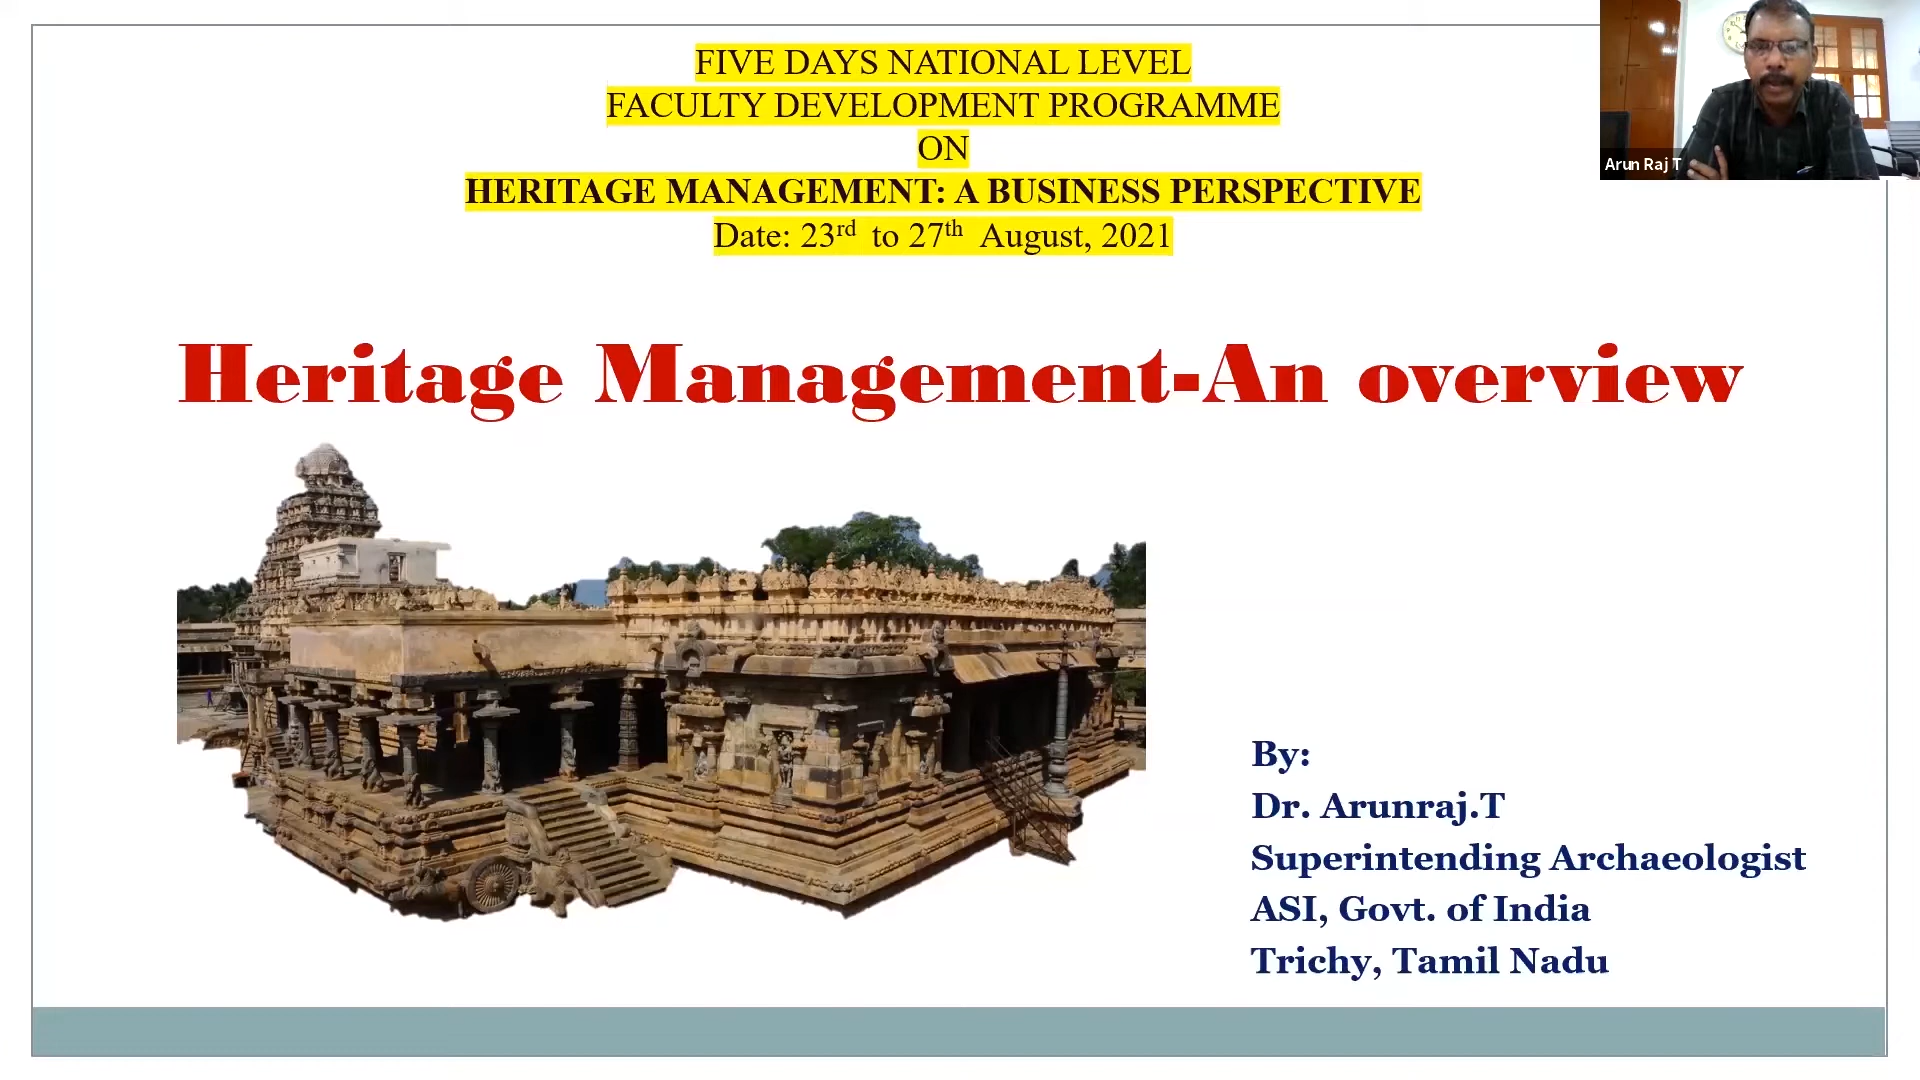 FIVE DAYS NATIONAL LEVEL
FACULTY DEVELOPMENT PROGRAMME
ON
HERITAGE MANAGEMENT: A BUSINESS PERSPECTIVE
Date: 23rd to 27th August, 2021
Arun Raj T
Heritage Management-An overview
By:
Dr. Arunraj.T
Superintending Archaeologist
ASI, Govt. of India
Trichy, Tamil Nadu